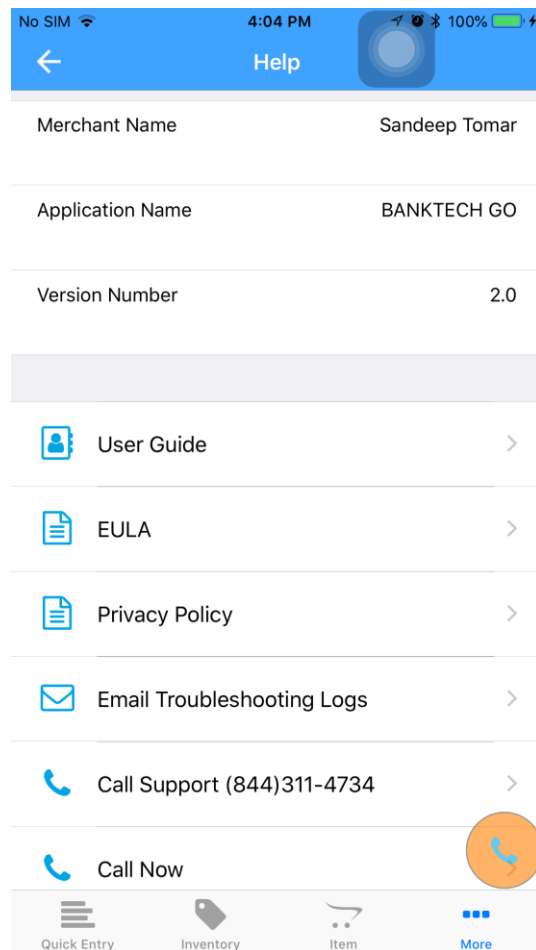 No SIM 4:04 PM 100%
Help
Merchant Name Sandeep Tomar
Application Name BANKTECH GO
Version Number 2.0
User Guide
EULA
Privacy Policy
Email Troubleshooting Logs
Call Support (844)311-4734
Call Now
Quick Entry Inventory Item More